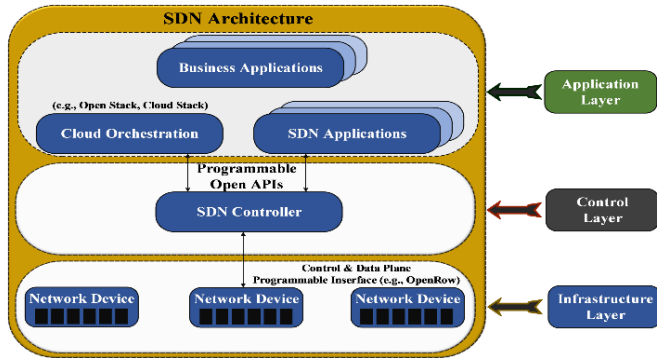 SDN Architecture
Business Applications
(e.g., Open Stack, Cloud Stack)
Cloud Orchestration
SDN Applications
Programmable
Open APIs
SDN Controller
Control & Data Plane
Programmable Inserface (e.g., OpenRow)
Network Device
Network Device
Network Device
Application
Layer
Control
Layer
Infrastructure
Layer